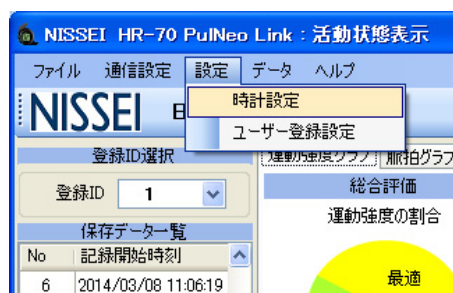 NISSEI HR-70 PulNeo Link : 活動状態表示
ファイル 通信設定 設定 データ ヘルプ
NISSEI 日
時計設定
ユーザー登録設定
登録ID選択
運動強度グラフ 脈拍グラフ
登録ID 1
総合評価
運動強度の割合
保存データ一覧
No 記録開始時刻
6 2014/03/08 11:06:19
最適